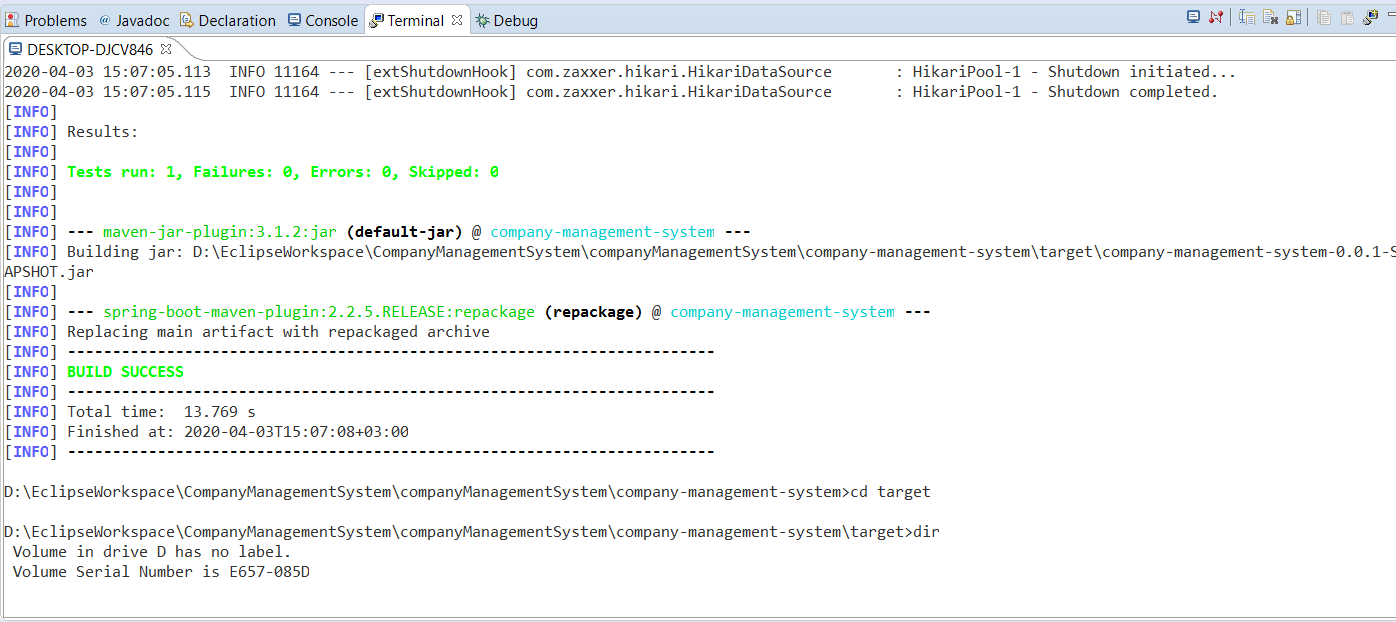 Problems @ Javadoc Declaration Console Terminal Debug
DESKTOP-DJCV846
2020-04-03 15:07:05.113  INFO 11164 --- [extShutdownHook] com.zaxxer.hikari.HikariDataSource       : HikariPool-1 - Shutdown initiated...
2020-04-03 15:07:05.115  INFO 11164 --- [extShutdownHook] com.zaxxer.hikari.HikariDataSource       : HikariPool-1 - Shutdown completed.
[INFO]
[INFO] Results:
[INFO]
[INFO] Tests run: 1, Failures: 0, Errors: 0, Skipped: 0
[INFO]
[INFO]
[INFO] --- maven-jar-plugin:3.1.2:jar (default-jar) @ company-management-system ---
[INFO] Building jar: D:\EclipseWorkspace\CompanyManagementSystem\companyManagementSystem\company-management-system\target\company-management-system-0.0.1-S
APSHOT.jar
[INFO]
[INFO] --- spring-boot-maven-plugin:2.2.5.RELEASE:repackage (repackage) @ company-management-system ---
[INFO] Replacing main artifact with repackaged archive
[INFO] ------------------------------------------------------------------------
[INFO] BUILD SUCCESS
[INFO] ------------------------------------------------------------------------
[INFO] Total time:  13.769 s
[INFO] Finished at: 2020-04-03T15:07:08+03:00
[INFO] ------------------------------------------------------------------------
D:\EclipseWorkspace\CompanyManagementSystem\companyManagementSystem\company-management-system>cd target
D:\EclipseWorkspace\CompanyManagementSystem\companyManagementSystem\company-management-system\target>dir
Volume in drive D has no label.
Volume Serial Number is E657-085D